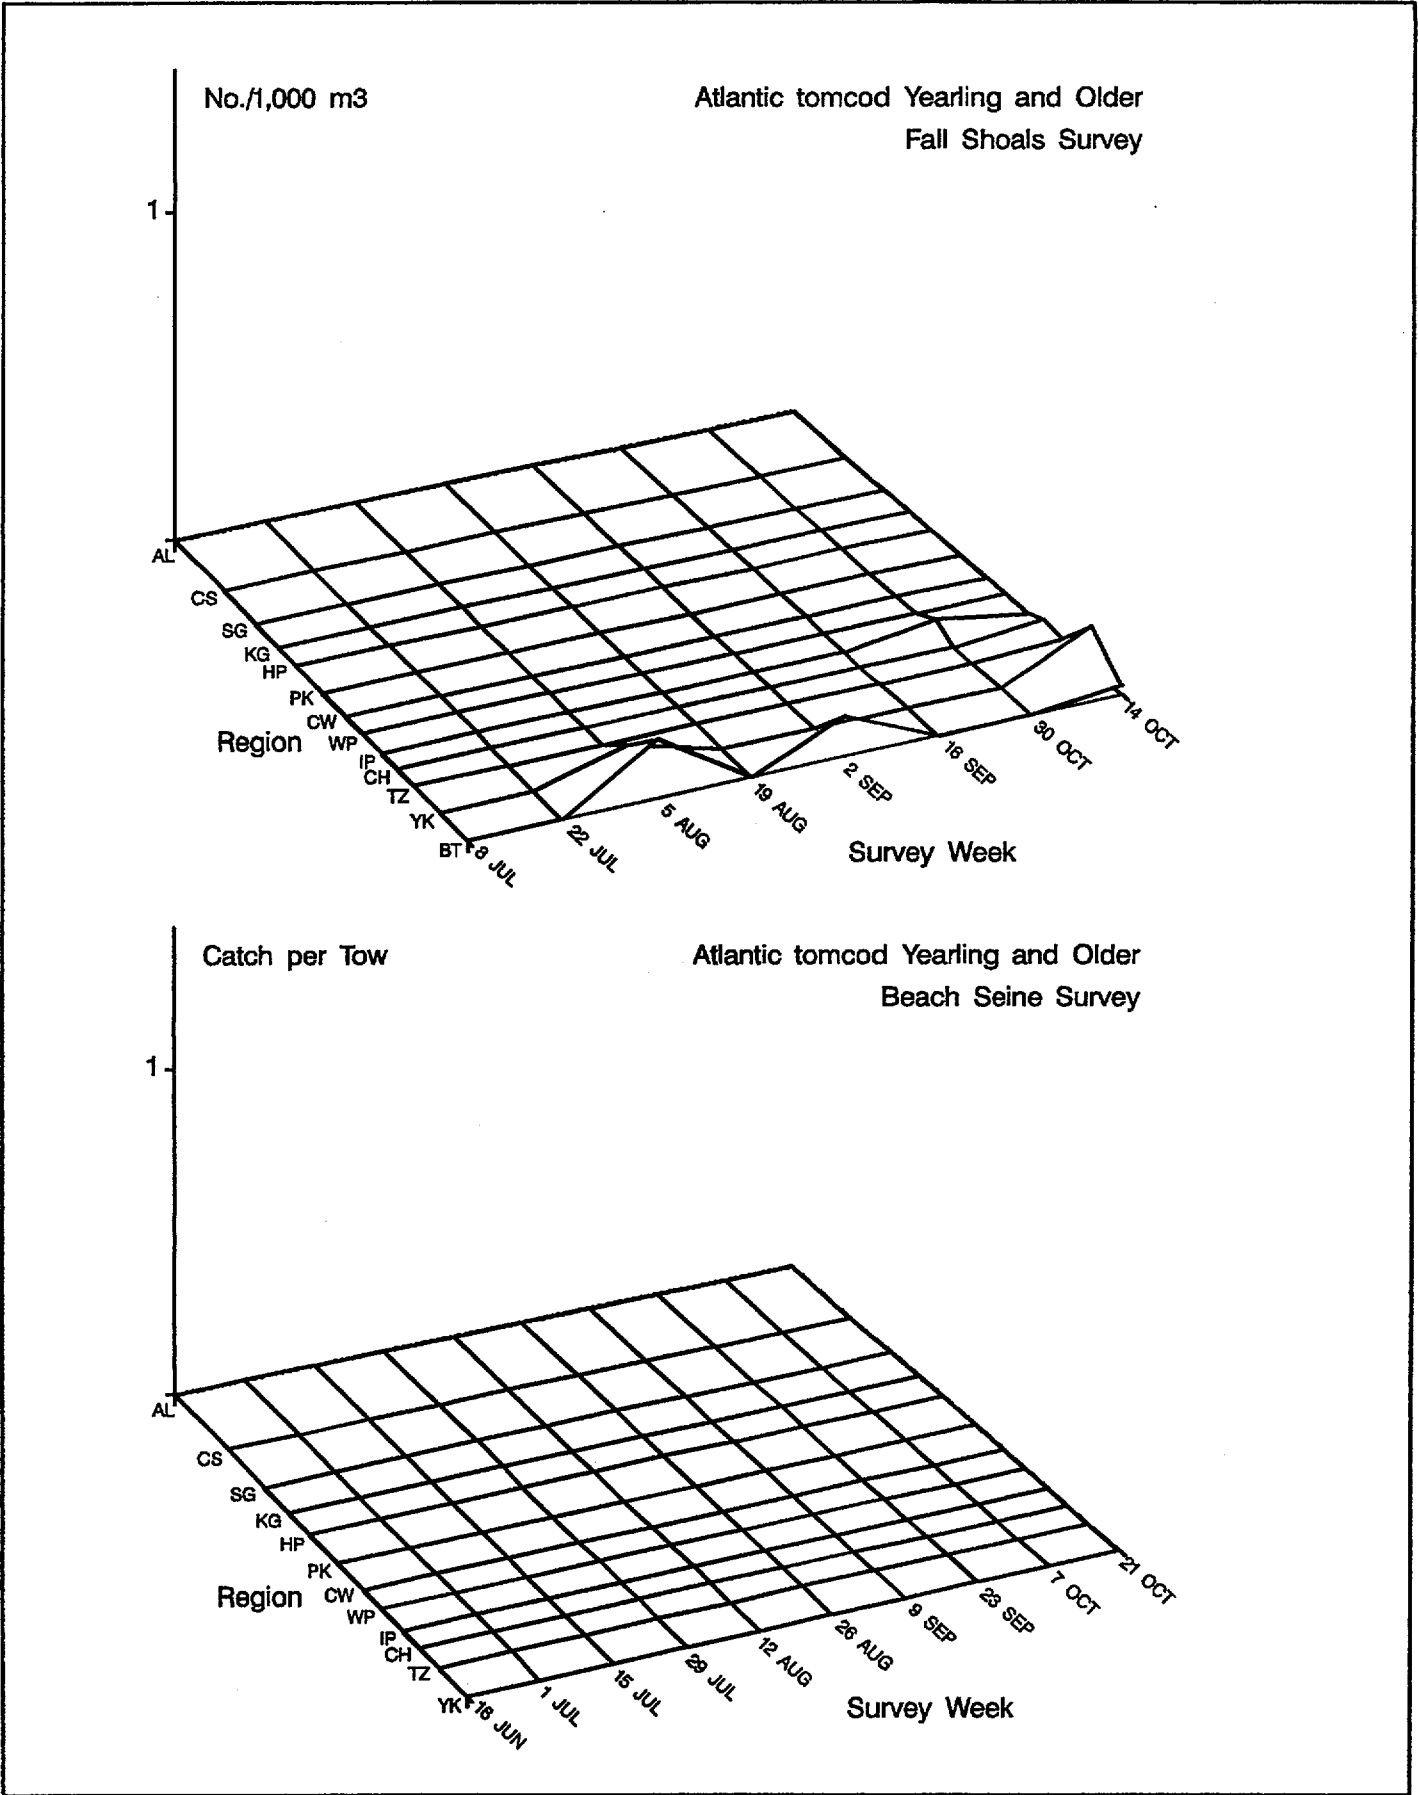 No./1,000 m3
Atlantic tomcod Yearling and Older
Fall Shoals Survey
1
AL
CS
SG
KG
HP
PK
CW
WP
IP
CH
TZ
YK
BT
Region
8 JUL
22 JUL
5 AUG
19 AUG
2 SEP
16 SEP
30 OCT
14 OCT
Survey Week
Catch per Tow
Atlantic tomcod Yearling and Older
Beach Seine Survey
1
AL
CS
SG
KG
HP
PK
CW
WP
IP
CH
TZ
YK
Region
16 JUN
1 JUL
15 JUL
29 JUL
12 AUG
26 AUG
9 SEP
23 SEP
7 OCT
21 OCT
Survey Week